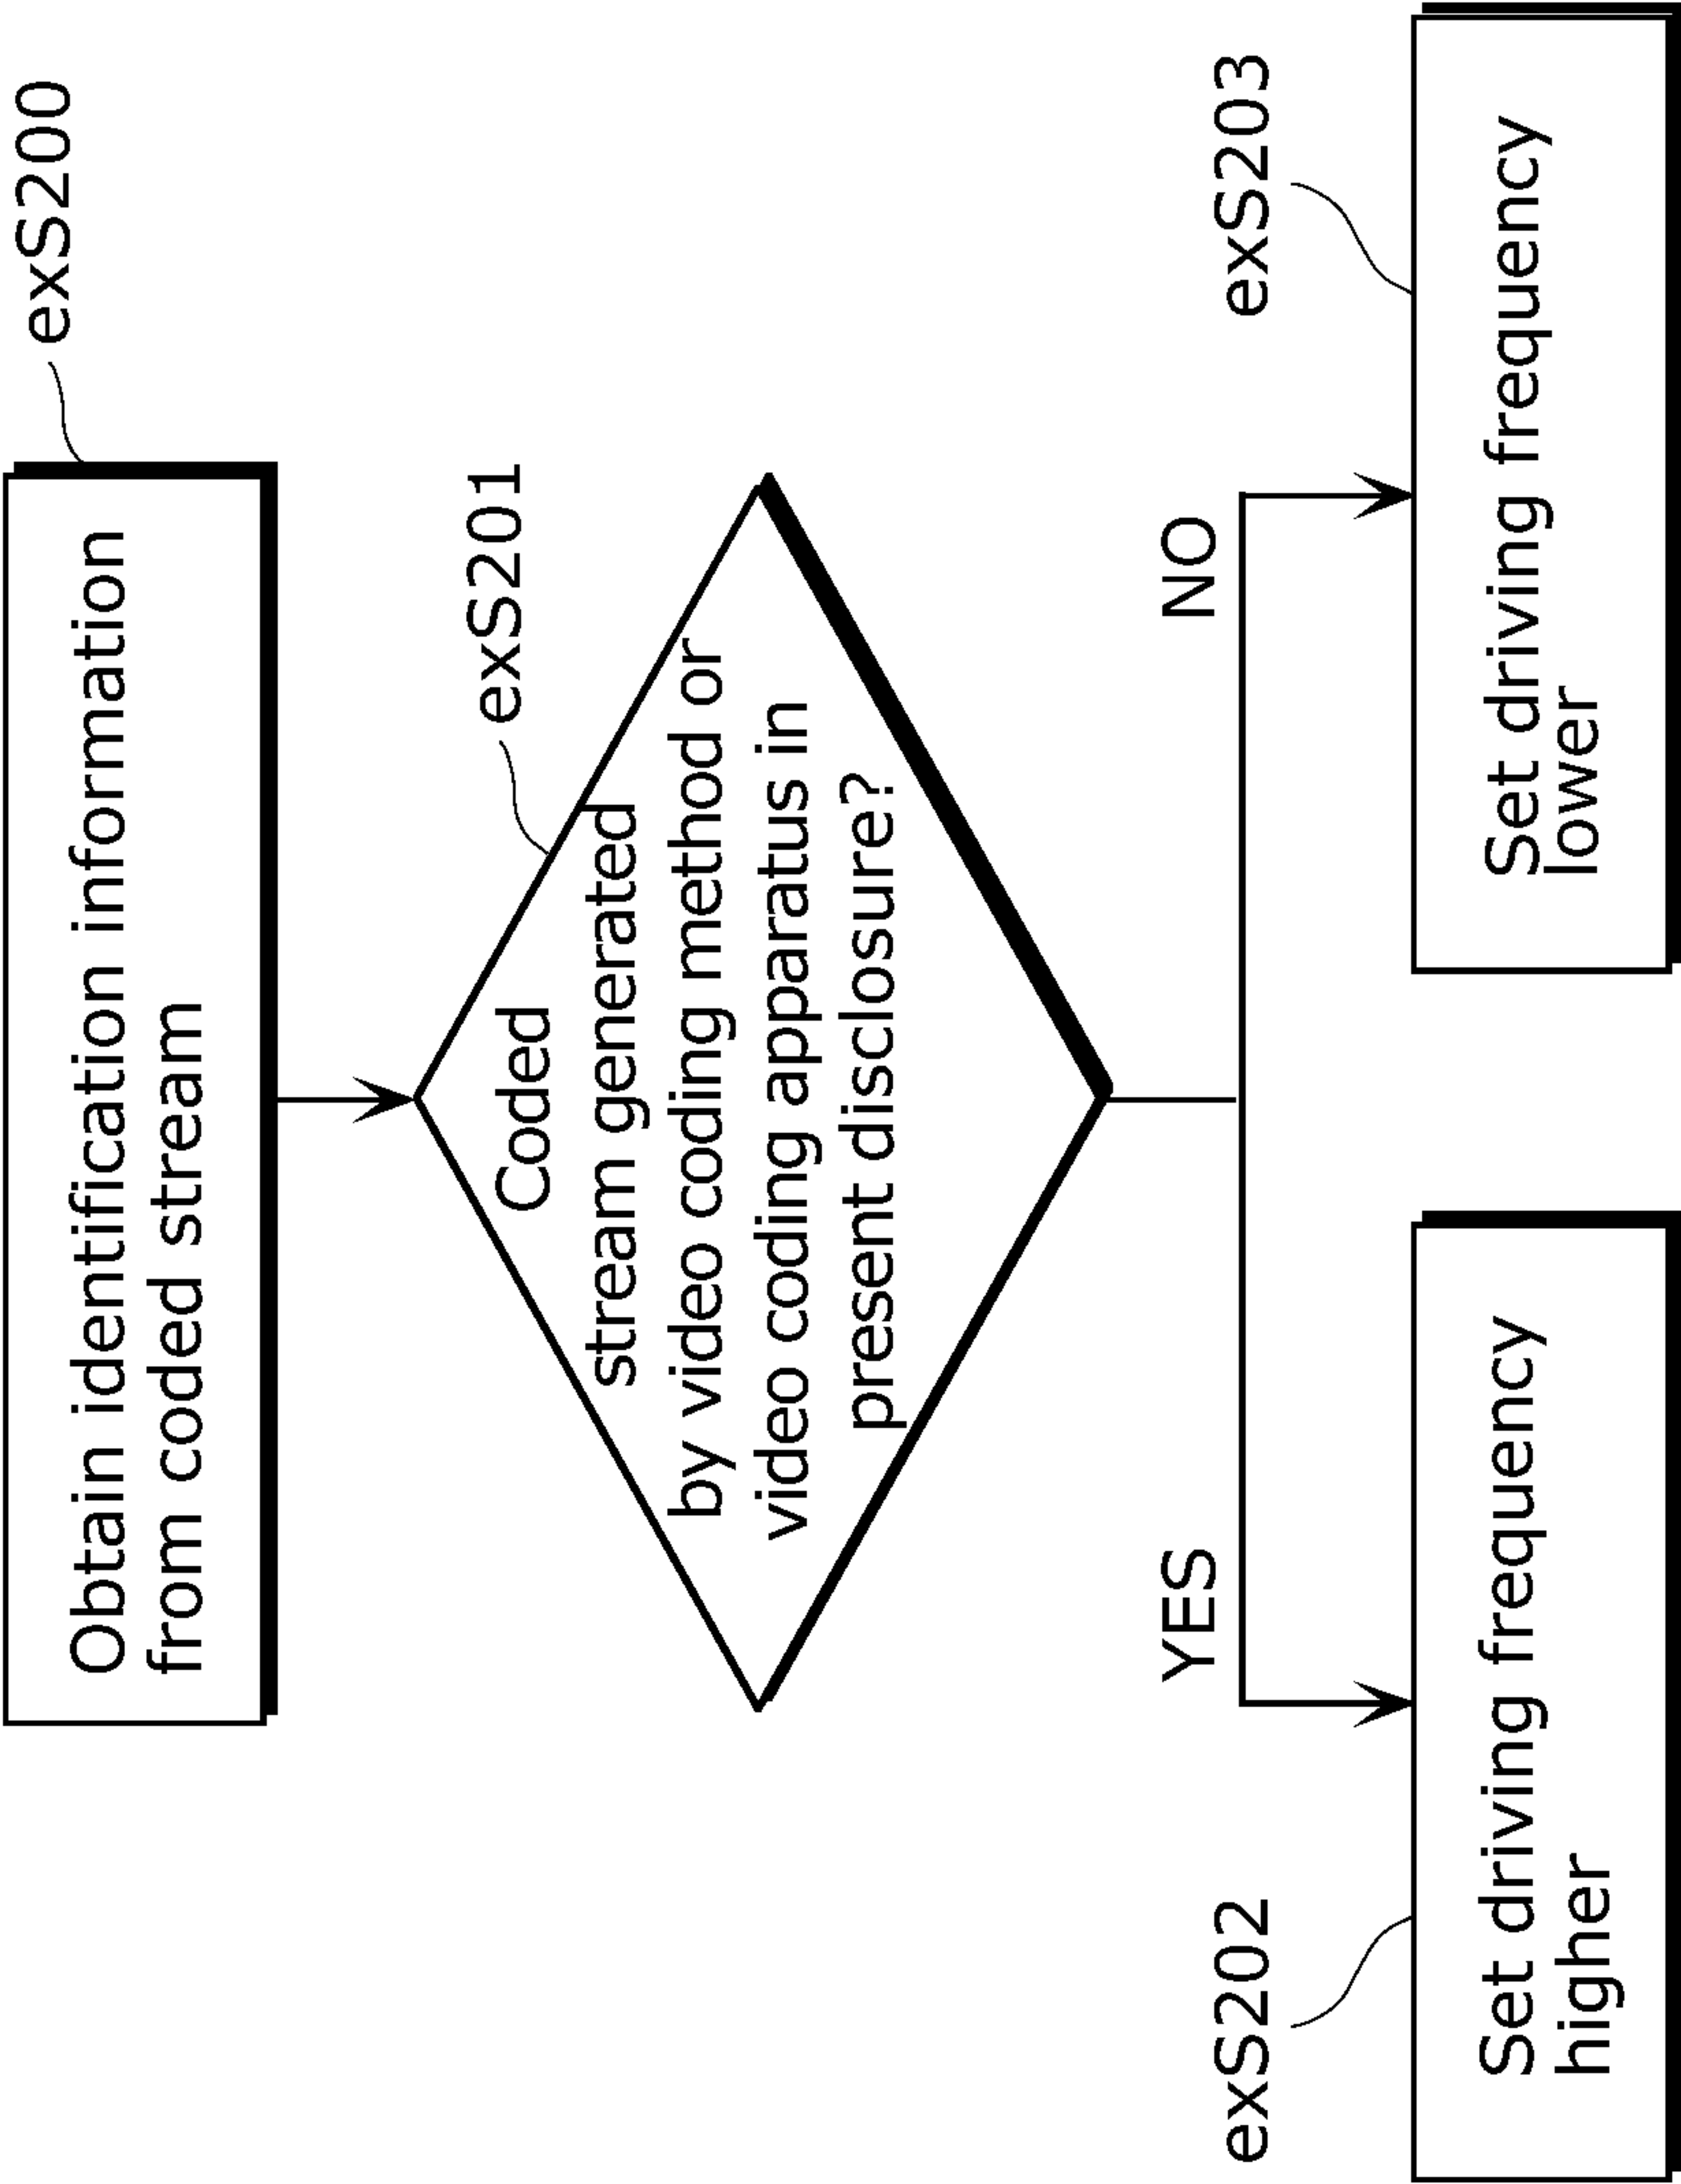 exS200
Obtain identification information
from coded stream
exS201
Coded
stream generated
by video coding method or
video coding apparatus in
present disclosure?
YES
NO
exS202
exS203
Set driving frequency
higher
Set driving frequency
lower